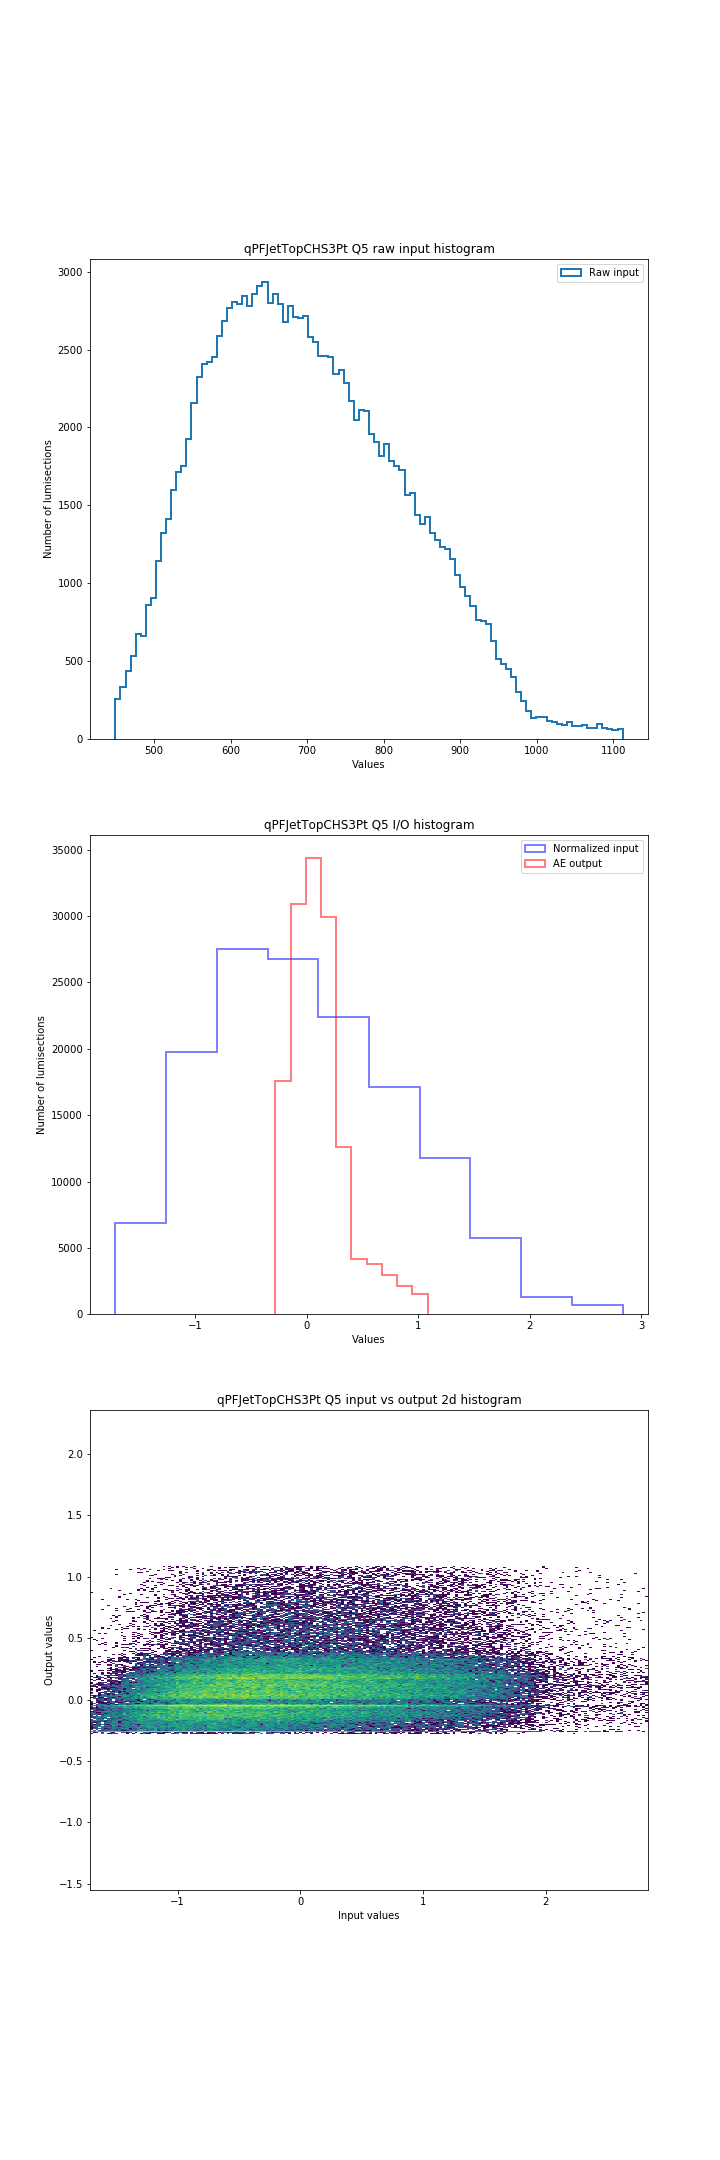 qPFJetTopCHS3Pt Q5 raw input histogram
Raw input
3000
2500
2000
1500
1000
500
0
Number of lumisections
500 600 700 800 900 1000 1100
Values
qPFJetTopCHS3Pt Q5 I/O histogram
Normalized input
AE output
35000
30000
25000
20000
15000
10000
5000
0
Number of lumisections
−1 0 1 2 3
Values
qPFJetTopCHS3Pt Q5 input vs output 2d histogram
2.0
1.5
1.0
0.5
0.0
−0.5
−1.0
−1.5
Output values
−1 0 1 2
Input values